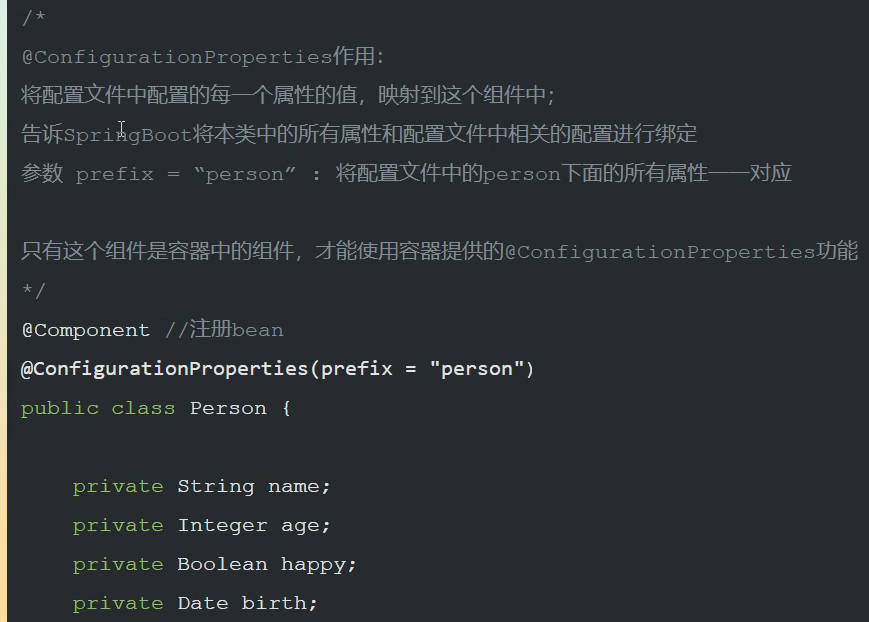 /*
@ConfigurationProperties作用：
将配置文件中配置的每一个属性的值，映射到这个组件中；
告诉SpringBoot将本类中的所有属性和配置文件中相关的配置进行绑定
参数 prefix = “person” : 将配置文件中的person下面的所有属性一一对应
只有这个组件是容器中的组件，才能使用容器提供的@ConfigurationProperties功能
*/
@Component //注册bean
@ConfigurationProperties(prefix = "person")
public class Person {
private String name;
private Integer age;
private Boolean happy;
private Date birth;